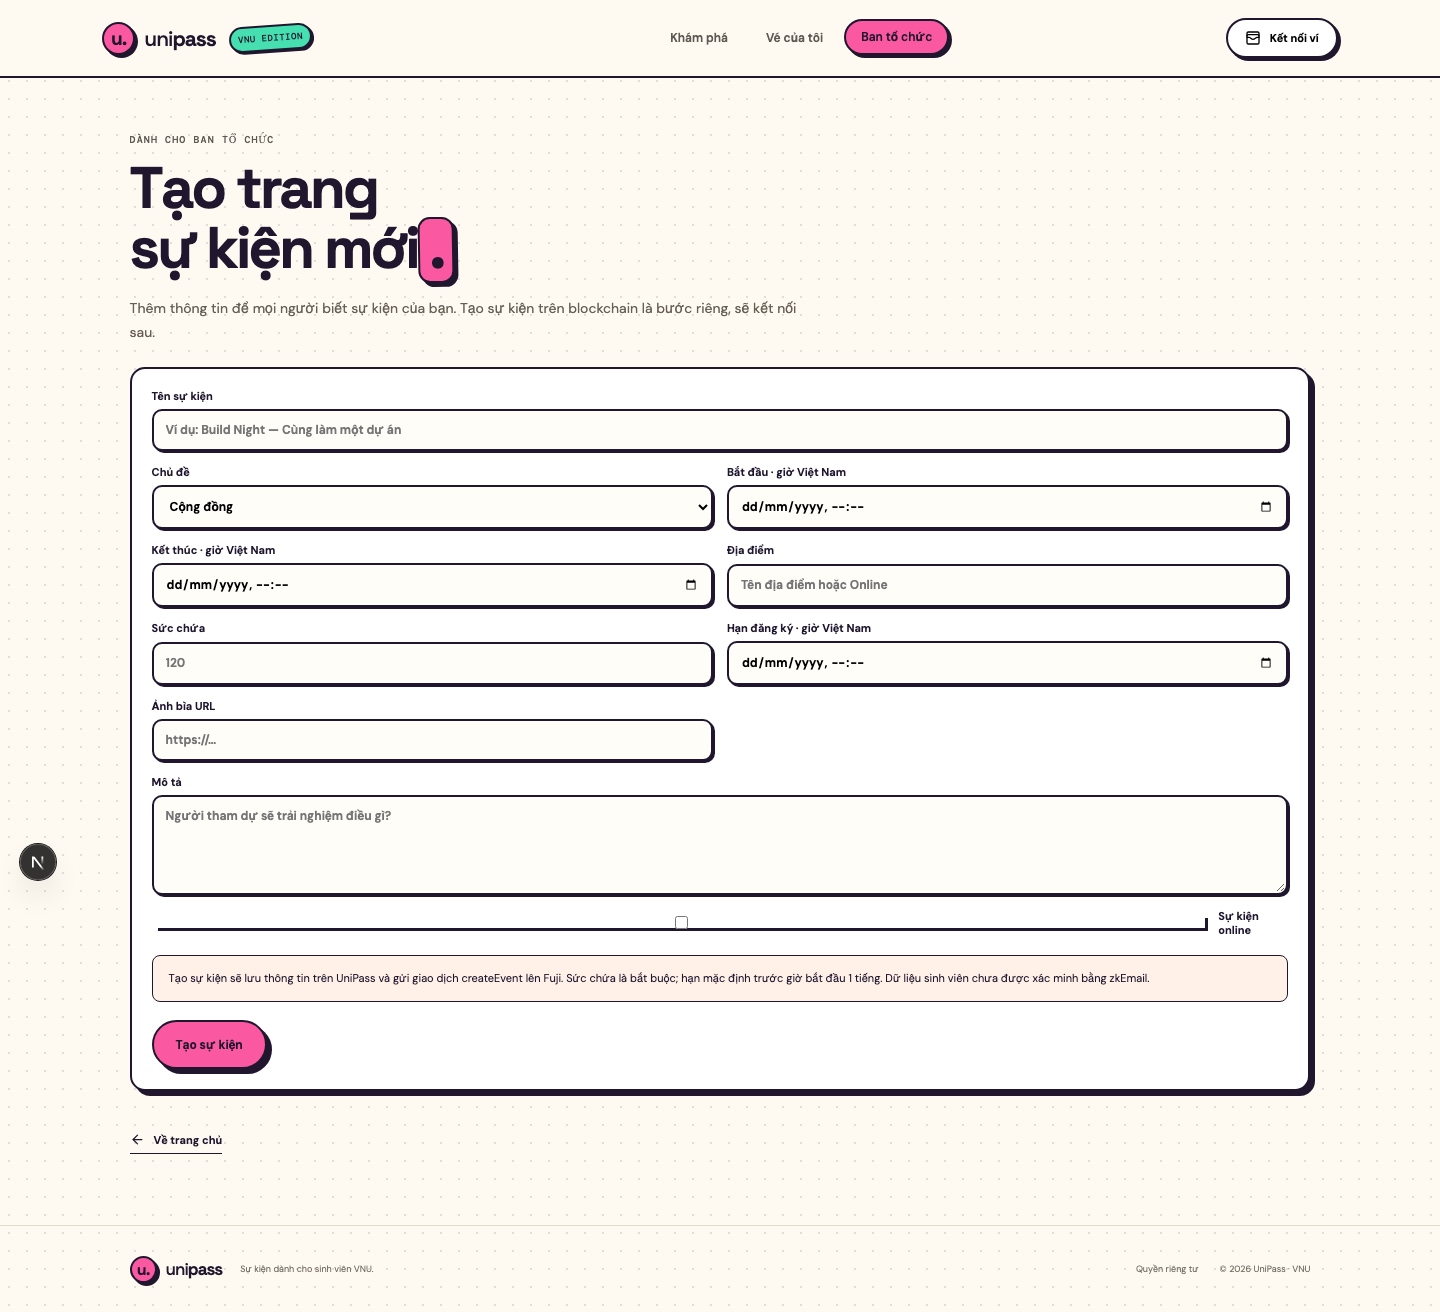 u. unipass VNU EDITION Khám phá Vé của tôi Ban tổ chức Kết nối ví
DÀNH CHO BAN TỔ CHỨC
Tạo trang
sự kiện mới.
Thêm thông tin để mọi người biết sự kiện của bạn. Tạo sự kiện trên blockchain là bước riêng, sẽ kết nối
sau.
Tên sự kiện
Ví dụ: Build Night — Cùng làm một dự án
Chủ đề Bắt đầu · giờ Việt Nam
Cộng đồng dd/mm/yyyy, --:--
Kết thúc · giờ Việt Nam Địa điểm
dd/mm/yyyy, --:-- Tên địa điểm hoặc Online
Sức chứa Hạn đăng ký · giờ Việt Nam
120 dd/mm/yyyy, --:--
Ảnh bìa URL
https://...
Mô tả
Người tham dự sẽ trải nghiệm điều gì?
N
Sự kiện
online
Tạo sự kiện sẽ lưu thông tin trên UniPass và gửi giao dịch createEvent lên Fuji. Sức chứa là bắt buộc; hạn mặc định trước giờ bắt đầu 1 tiếng. Dữ liệu sinh viên chưa được xác minh bằng zkEmail.
Tạo sự kiện
← Về trang chủ
u. unipass Sự kiện dành cho sinh viên VNU. Quyền riêng tư · © 2026 UniPass · VNU